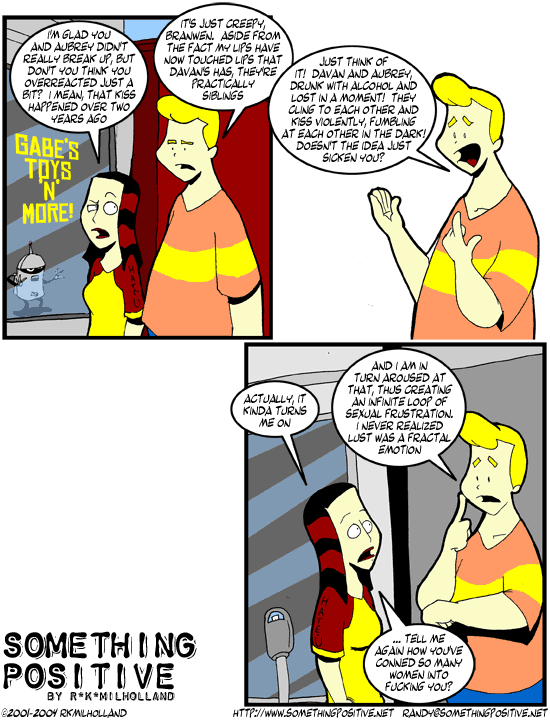 I'M GLAD YOU
AND AUBREY DIDN'T
REALLY BREAK UP, BUT
DON'T YOU THINK YOU
OVERREACTED JUST A
BIT? I MEAN, THAT KISS
HAPPENED OVER TWO
YEARS AGO
IT'S JUST CREEPY,
BRANWEN. ASIDE FROM
THE FACT MY LIPS HAVE
NOW TOUCHED LIPS THAT
DAVAN'S HAS, THEY'RE
PRACTICALLY
SIBLINGS
GABE'S
TOYS
'N'
MORE!
JUST THINK OF
IT! DAVAN AND AUBREY,
DRUNK WITH ALCOHOL AND
LOST IN A MOMENT! THEY
CLING TO EACH OTHER AND
KISS VIOLENTLY, FUMBLING
AT EACH OTHER IN THE DARK!
DOESN'T THE IDEA JUST
SICKEN YOU?
ACTUALLY, IT
KINDA TURNS
ME ON
AND I AM IN
TURN AROUSED AT
THAT, THUS CREATING
AN INFINITE LOOP OF
SEXUAL FRUSTRATION.
I NEVER REALIZED
LUST WAS A FRACTAL
EMOTION
... TELL ME
AGAIN HOW YOU'VE
CONNED SO MANY
WOMEN INTO
FUCKING YOU?
SOMETHING
POSITIVE
BY R*K*MILHOLLAND
©2001-2004 RKMILHOLLAND
HTTP://WWW.SOMETHINGPOSITIVE.NET RANDY@SOMETHINGPOSITIVE.NET